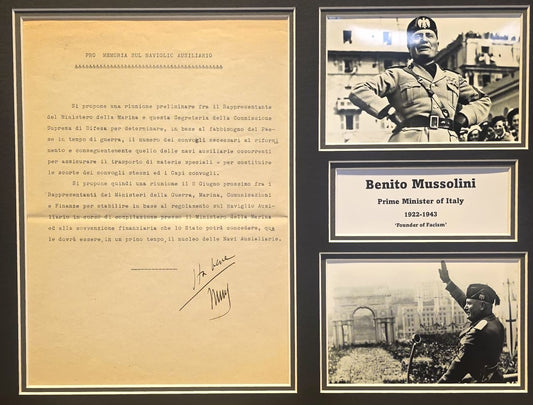 PRO MEMORIA SUL NAVIGLIO AUSILIARIO
Si propone una riunione preliminare fra il Rappresentante
del Ministero della Marina e questa Segreteria della Commissione
Suprema di Difesa per determinare, in base al fabbisogno del Pae-
se in tempo di guerra, il numero dei convogli necessari al riforni
mento e conseguentemente quello delle navi ausiliarie occorrenti
per assicurare il trasporto di materie speciali e per costituire
le scorte dei convogli stessi ed i Capi convogli.
Si propone quindi una riunione il 8 Giugno prossimo fra i
Rappresentanti dei Ministeri della Guerra, Marina, Comunicazioni
e Finanze per stabilire in base al regolamento sul Naviglio Ausi-
liario in corso di compilazione presso il Ministero della Marina
ed alla sovvenzione finanziaria che lo Stato potrà concedere, qua
le dovrà essere, in un primo tempo, il nucleo delle Navi Ausiliarie.
Sta bene
Benito Mussolini
Prime Minister of Italy
1922-1943
'Founder of Facism'